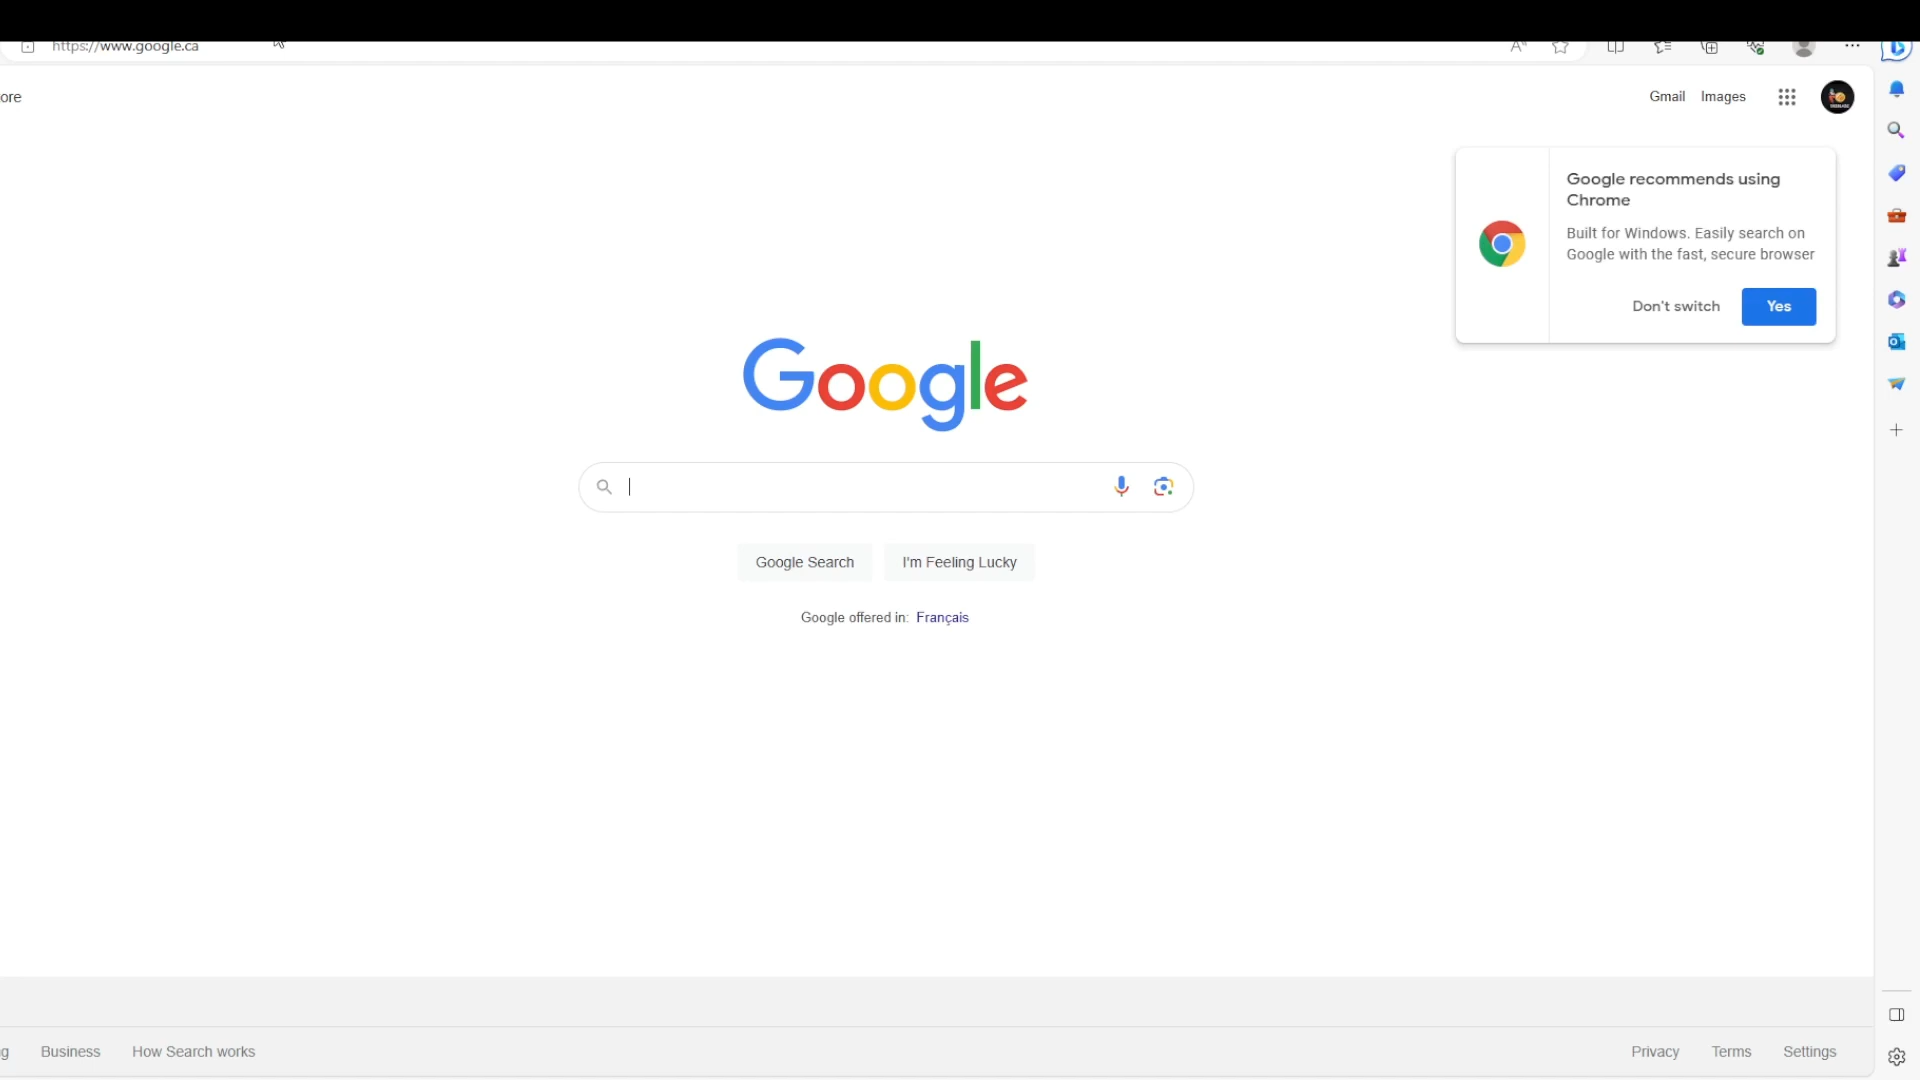 https://www.google.ca
ore
Gmail Images
Google recommends using
Chrome
Built for Windows. Easily search on
Google with the fast, secure browser
Don't switch Yes
Google
Google Search I'm Feeling Lucky
Google offered in: Français
g Business How Search works
Privacy Terms Settings